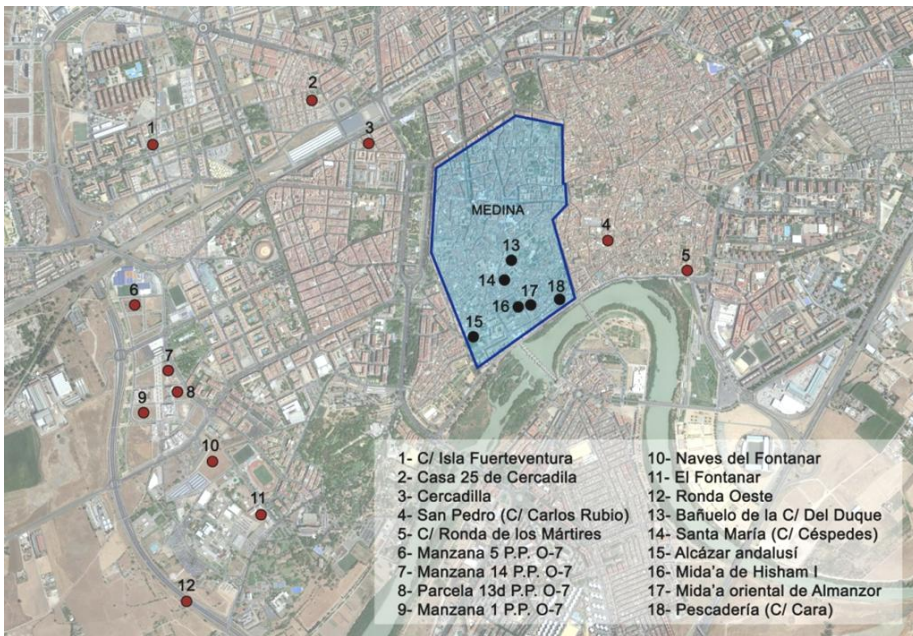 2
1
3
MEDINA
4
13
5
14
6
16 17 18
15
7
8
9
10
11
12
1- C/ Isla Fuerteventura
2- Casa 25 de Cercadila
3- Cercadilla
4- San Pedro (C/ Carlos Rubio)
5- C/ Ronda de los Mártires
6- Manzana 5 P.P. O-7
7- Manzana 14 P.P. O-7
8- Parcela 13d P.P. O-7
9- Manzana 1 P.P. O-7
10- Naves del Fontanar
11- El Fontanar
12- Ronda Oeste
13- Bañuelo de la C/ Del Duque
14- Santa María (C/ Céspedes)
15- Alcázar andalusí
16- Mida'a de Hisham I
17- Mida'a oriental de Almanzor
18- Pescadería (C/ Cara)